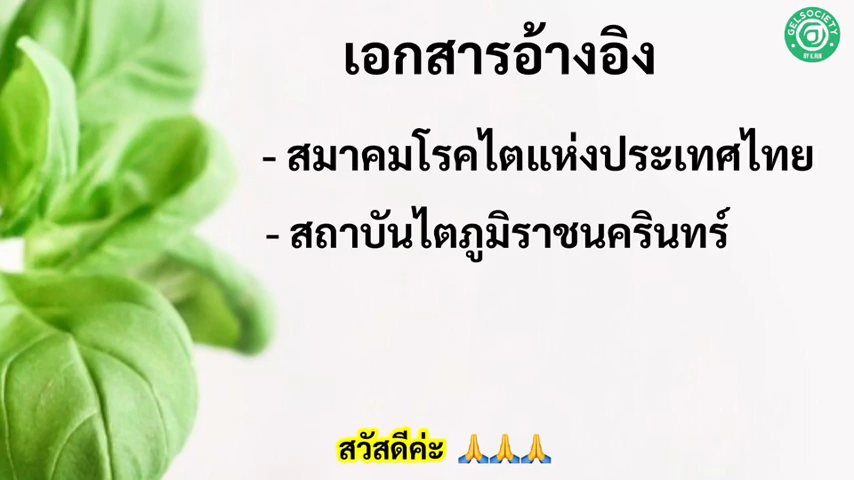 GELSOCIETY
BY K.RIN
เอกสารอ้างอิง
- สมาคมโรคไตแห่งประเทศไทย
- สถาบันไตภูมิราชนครินทร์
สวัสดีค่ะ 🙏🙏🙏